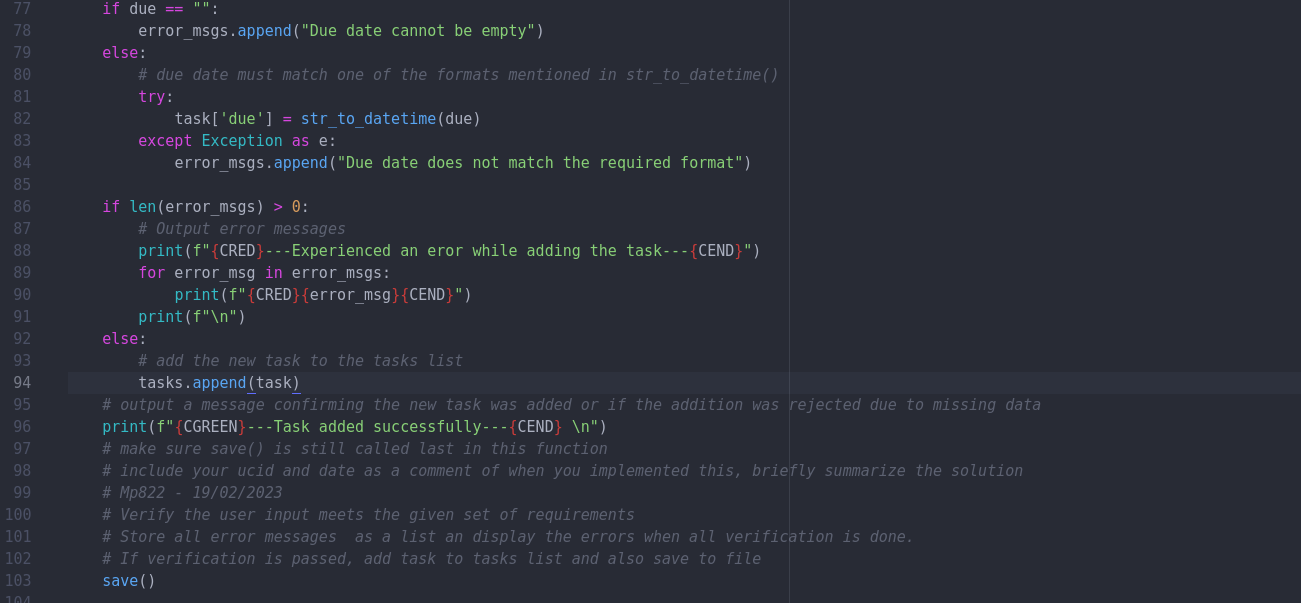 77 if due == "":
78 error_msgs.append("Due date cannot be empty")
79 else:
80 # due date must match one of the formats mentioned in str_to_datetime()
81 try:
82 task['due'] = str_to_datetime(due)
83 except Exception as e:
84 error_msgs.append("Due date does not match the required format")
85
86 if len(error_msgs) > 0:
87 # Output error messages
88 print(f"{CRED}---Experienced an eror while adding the task---{CEND}")
89 for error_msg in error_msgs:
90 print(f"{CRED}{error_msg}{CEND}")
91 print(f"\n")
92 else:
93 # add the new task to the tasks list
94 tasks.append(task)
95 # output a message confirming the new task was added or if the addition was rejected due to missing data
96 print(f"{CGREEN}---Task added successfully---{CEND} \n")
97 # make sure save() is still called last in this function
98 # include your ucid and date as a comment of when you implemented this, briefly summarize the solution
99 # Mp822 - 19/02/2023
100 # Verify the user input meets the given set of requirements
101 # Store all error messages  as a list an display the errors when all verification is done.
102 # If verification is passed, add task to tasks list and also save to file
103 save()
104